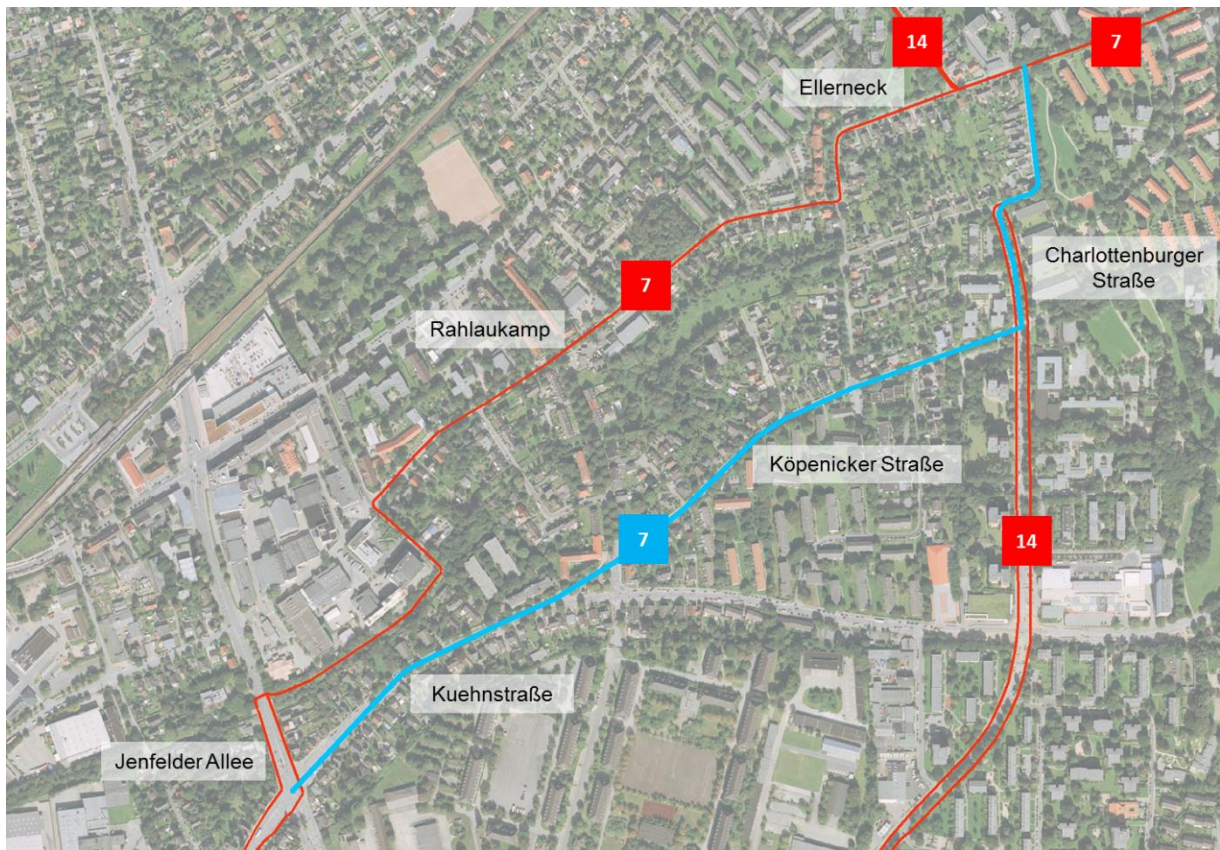 14
7
Ellerneck
Charlottenburger
Straße
7
Rahlaukamp
Köpenicker Straße
7
14
Kuehnstraße
Jenfelder Allee